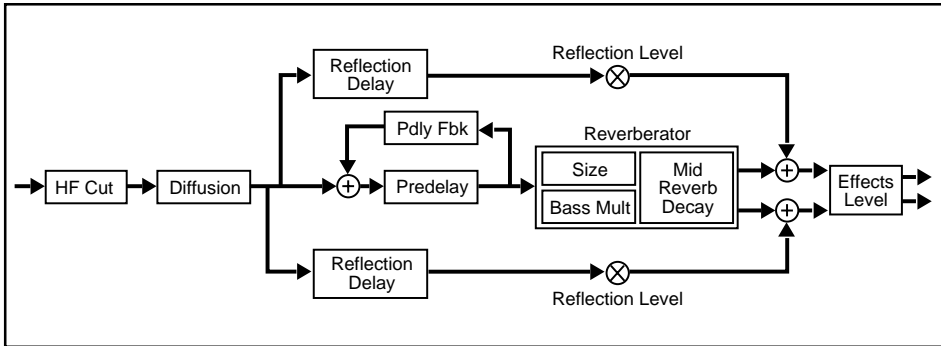 Reflection Level
Reflection
Delay
Pdly Fbk
Reverberator
HF Cut
Diffusion
Predelay
Size
Bass Mult
Mid
Reverb
Decay
Effects
Level
Reflection
Delay
Reflection Level